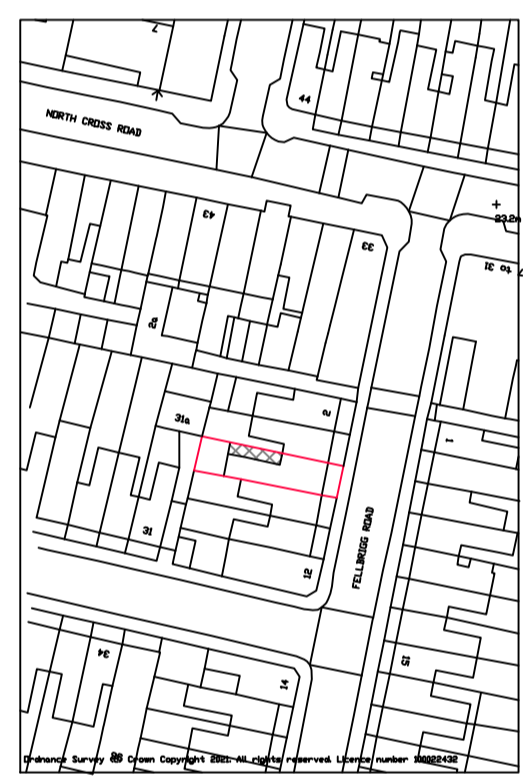 7
44
NORTH CROSS ROAD
23.2m
43
33
to 31
2a
2
31a
1
31
FELLBRIGG ROAD
12
34
15
14
Ordnance Survey © Crown Copyright 2021. All rights reserved. Licence number 100022432